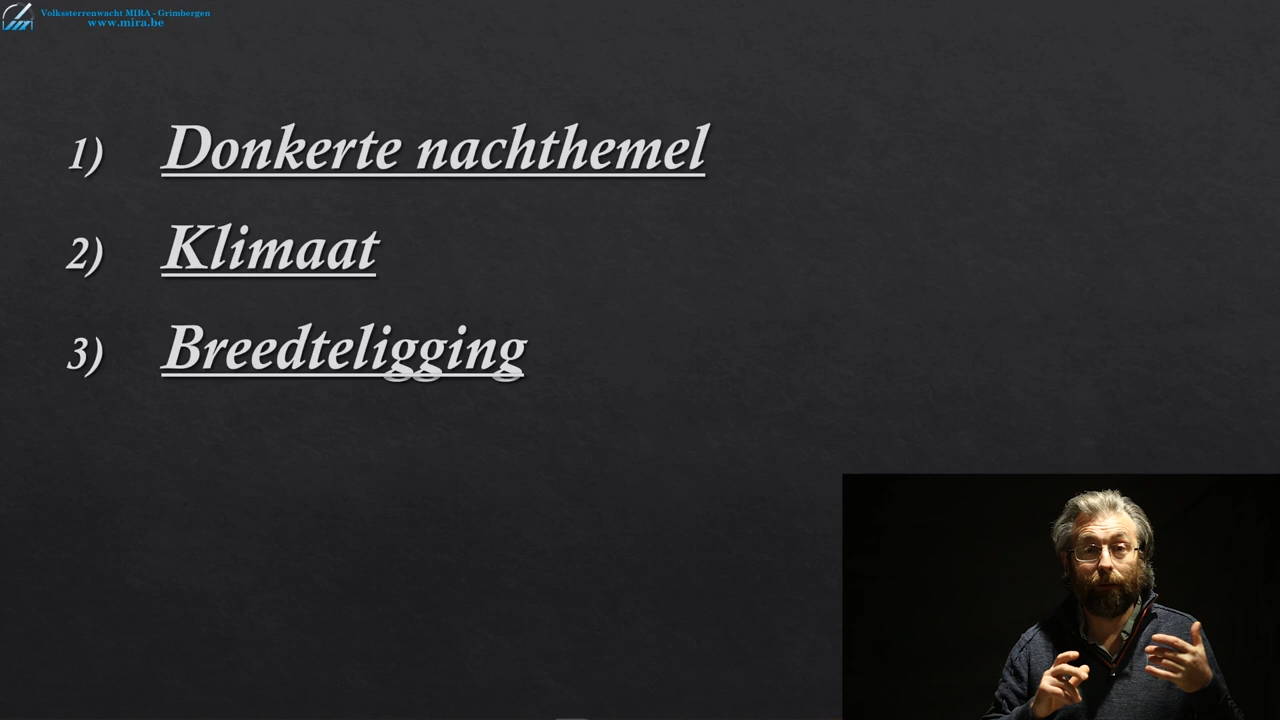 Volkssterrenwacht MIRA - Grimbergen
www.mira.be
1) Donkerte nachthemel
2) Klimaat
3) Breedteligging